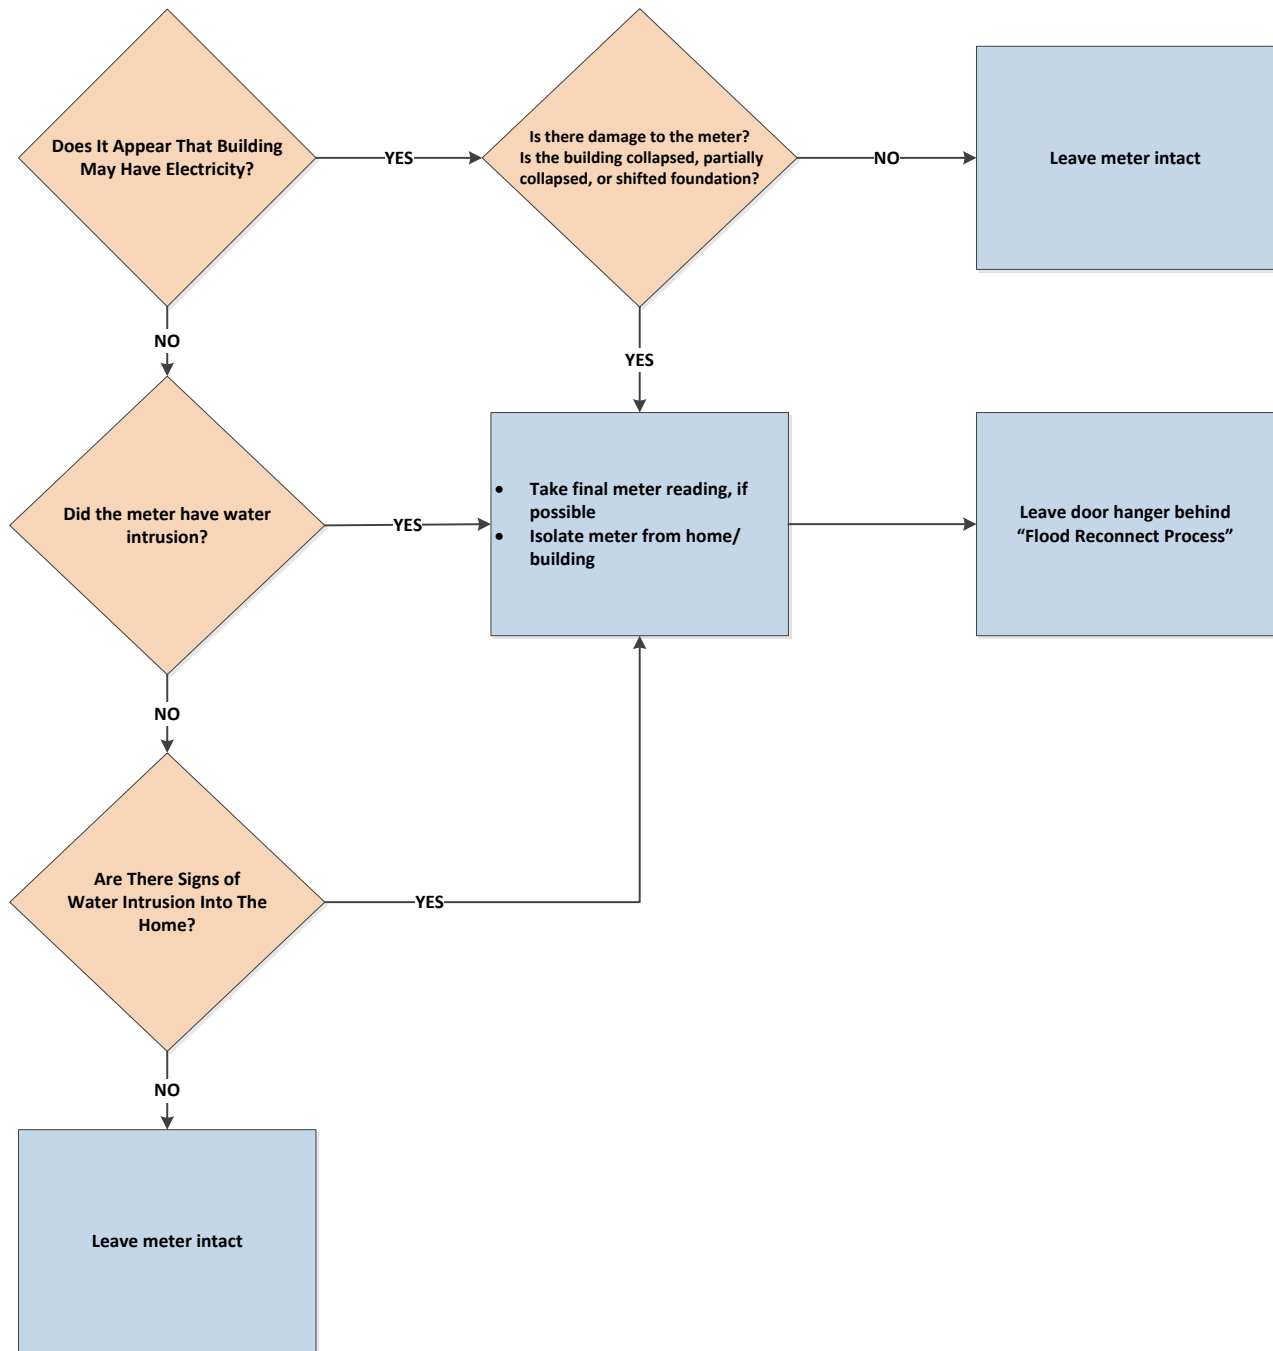 Does It Appear That Building
May Have Electricity?
YES
Is there damage to the meter?
Is the building collapsed, partially
collapsed, or shifted foundation?
NO
Leave meter intact
NO
YES
Did the meter have water
intrusion?
YES
• Take final meter reading, if
possible
• Isolate meter from home/
building
Leave door hanger behind
“Flood Reconnect Process”
NO
Are There Signs of
Water Intrusion Into The
Home?
YES
NO
Leave meter intact